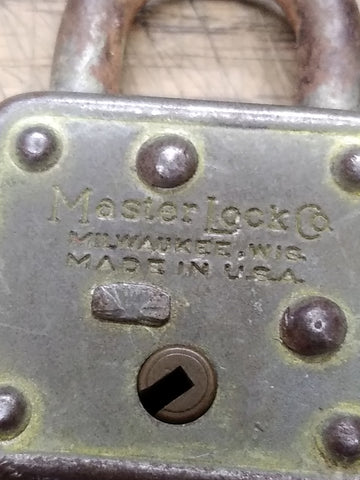 Master Lock Co.
MILWAUKEE, WIS.
MADE IN U.S.A.